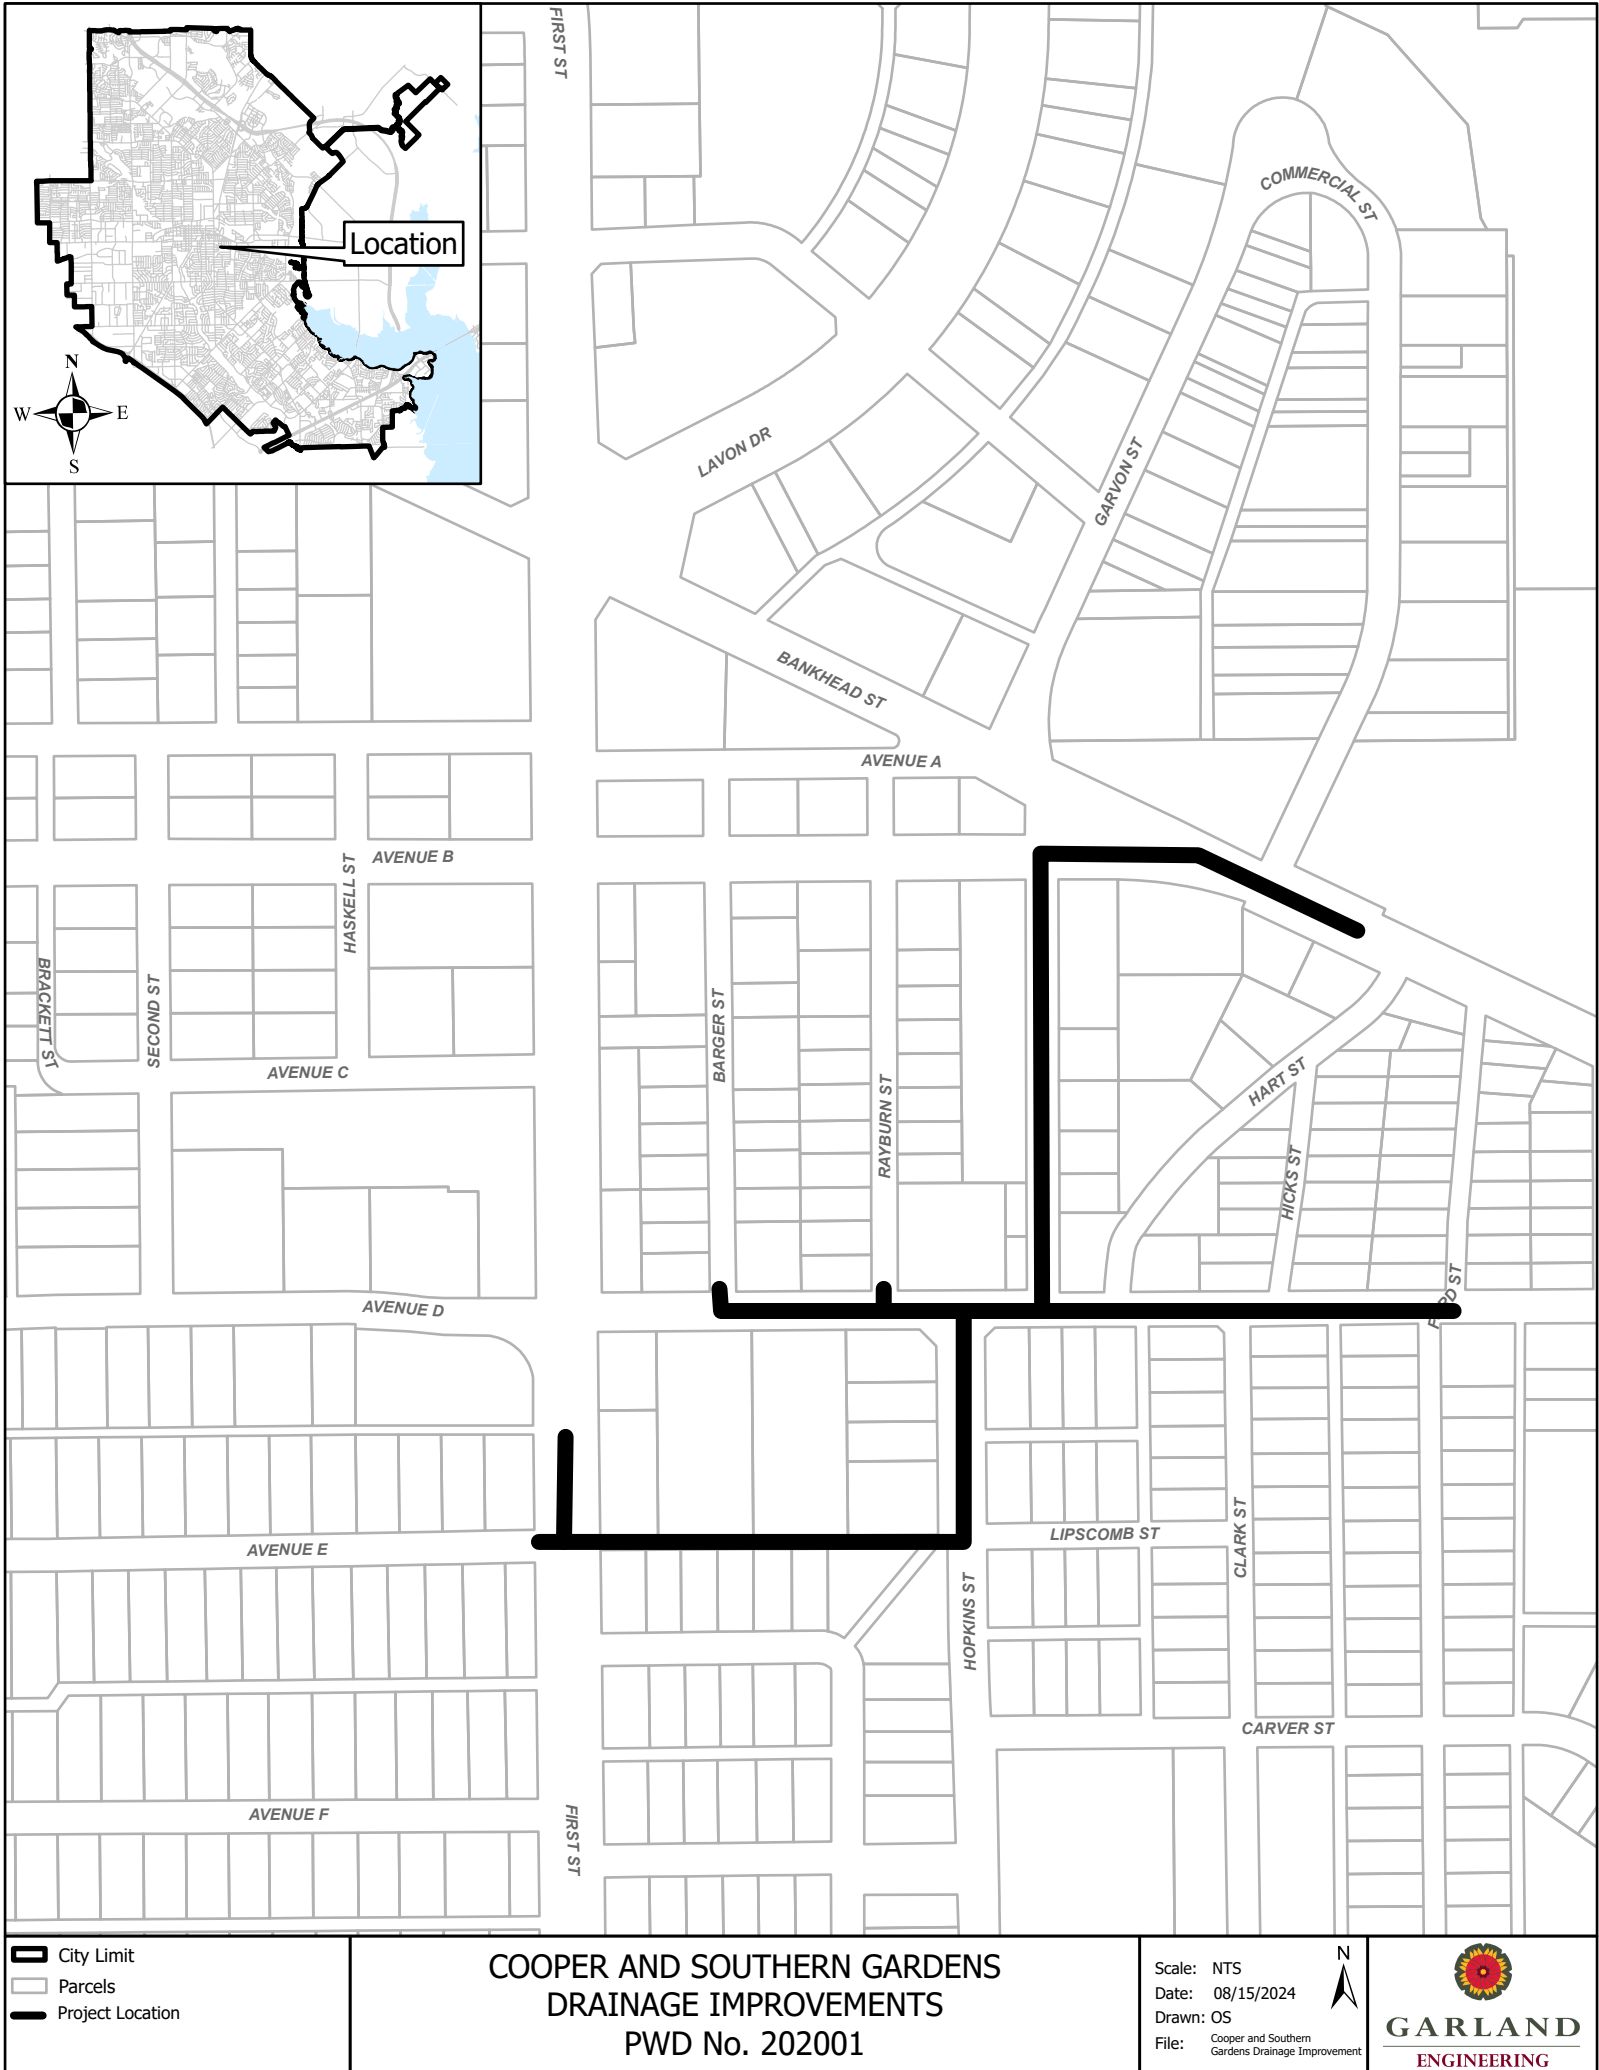 FIRST ST
COMMERCIAL ST
Location
N
W
E
S
LAVON DR
GARVON ST
BANKHEAD ST
AVENUE A
AVENUE B
HASKELL ST
BRACKETT ST
SECOND ST
BARGER ST
AVENUE C
RAYBURN ST
HART ST
HICKS ST
AVENUE D
AVENUE E
LIPSCOMB ST
CLARK ST
HOPKINS ST
CARVER ST
AVENUE F
FIRST ST
City Limit
Parcels
Project Location
COOPER AND SOUTHERN GARDENS
DRAINAGE IMPROVEMENTS
PWD No. 202001
Scale: NTS
Date: 08/15/2024
Drawn: OS
File: Cooper and Southern
Gardens Drainage Improvement
N
GARLAND
ENGINEERING